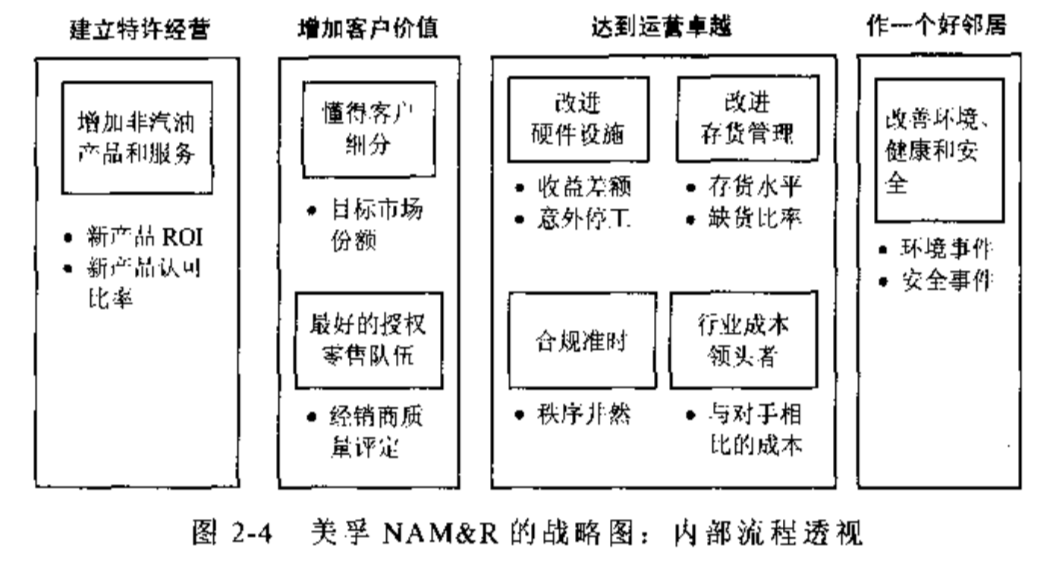 建立特许经营
增加非汽油
产品和服务
• 新产品 ROI
• 新产品认可
比率
增加客户价值
懂得客户
细分
• 目标市场
份额
最好的授权
零售队伍
• 经销商质
量评定
达到运营卓越
改进
硬件设施
• 收益差额
• 意外停工
改进
存货管理
• 存货水平
• 缺货比率
合规准时
• 秩序井然
行业成本
领头者
• 与对手相
比的成本
作一个好邻居
改善环境、
健康和安
全
• 环境事件
• 安全事件
图 2-4 美孚 NAM&R 的战略图：内部流程透视